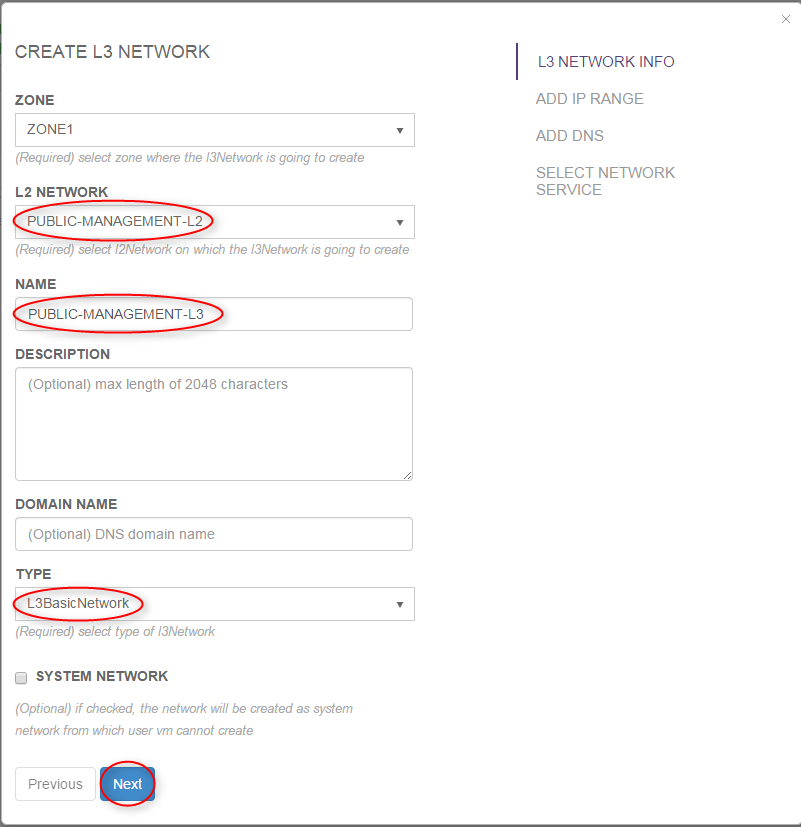 CREATE L3 NETWORK
ZONE
ZONE1
(Required) select zone where the l3Network is going to create
L2 NETWORK
PUBLIC-MANAGEMENT-L2
(Required) select l2Network on which the l3Network is going to create
NAME
PUBLIC-MANAGEMENT-L3
DESCRIPTION
(Optional) max length of 2048 characters
DOMAIN NAME
(Optional) DNS domain name
TYPE
L3BasicNetwork
(Required) select type of l3Network
SYSTEM NETWORK
(Optional) if checked, the network will be created as system
network from which user vm cannot create
Previous
Next
L3 NETWORK INFO
ADD IP RANGE
ADD DNS
SELECT NETWORK
SERVICE